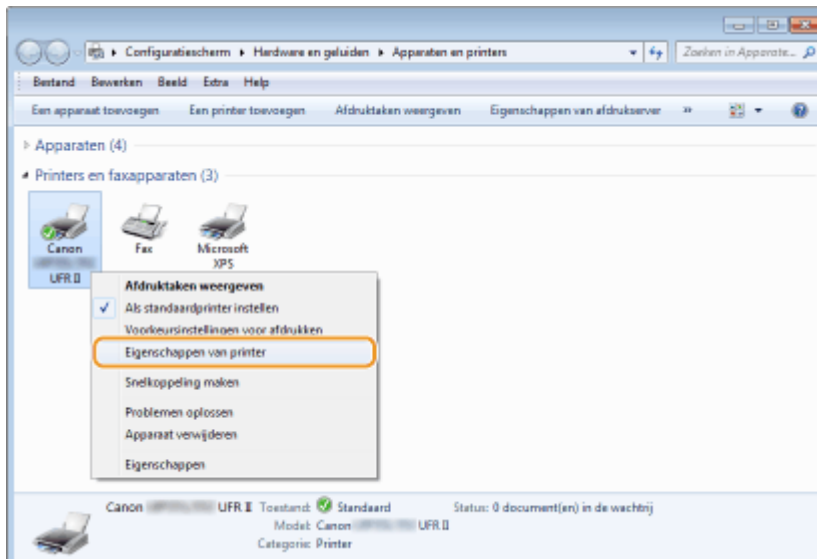 Configuratiescherm ▸ Hardware en geluiden ▸ Apparaten en printers
Zoeken in Apparate...
Bestand Bewerken Beeld Extra Help
Een apparaat toevoegen Een printer toevoegen Afdruktaken weergeven Eigenschappen van afdrukserver »
Apparaten (4)
Printers en faxapparaten (3)
Canon
UFR II
Fax
Microsoft
XPS
Afdruktaken weergeven
Als standaardprinter instellen
Voorkeursinstellingen voor afdrukken
Eigenschappen van printer
Snelkoppeling maken
Problemen oplossen
Apparaat verwijderen
Eigenschappen
Canon UFR II Toestand: Standaard Status: 0 document(en) in de wachtrij
Model: Canon UFR II
Categorie: Printer